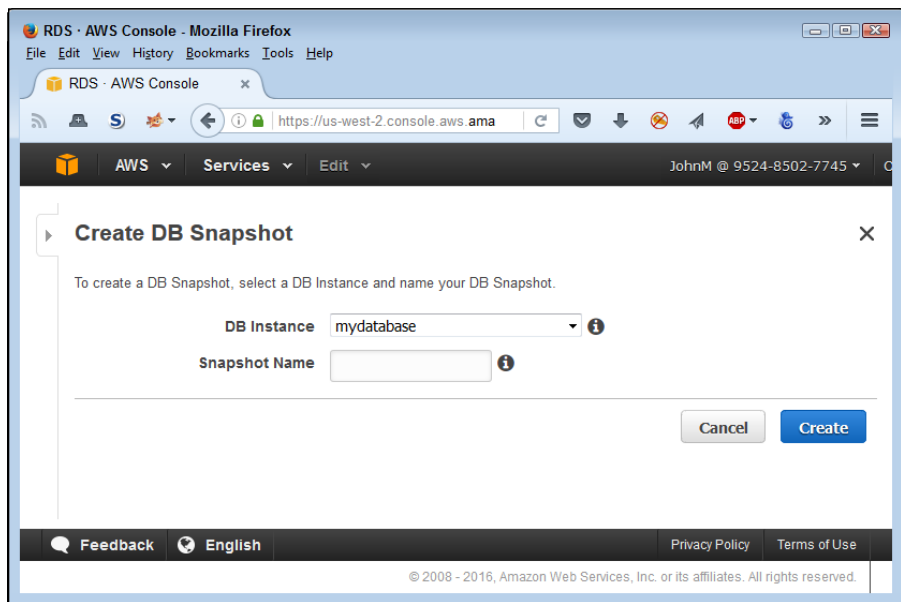 RDS · AWS Console - Mozilla Firefox
File Edit View History Bookmarks Tools Help
RDS · AWS Console
https://us-west-2.console.aws.ama
ABP
AWS Services Edit JohnM @ 9524-8502-7745
Create DB Snapshot
To create a DB Snapshot, select a DB Instance and name your DB Snapshot.
DB Instance mydatabase
Snapshot Name
Cancel Create
Feedback English Privacy Policy Terms of Use
© 2008 - 2016, Amazon Web Services, Inc. or its affiliates. All rights reserved.